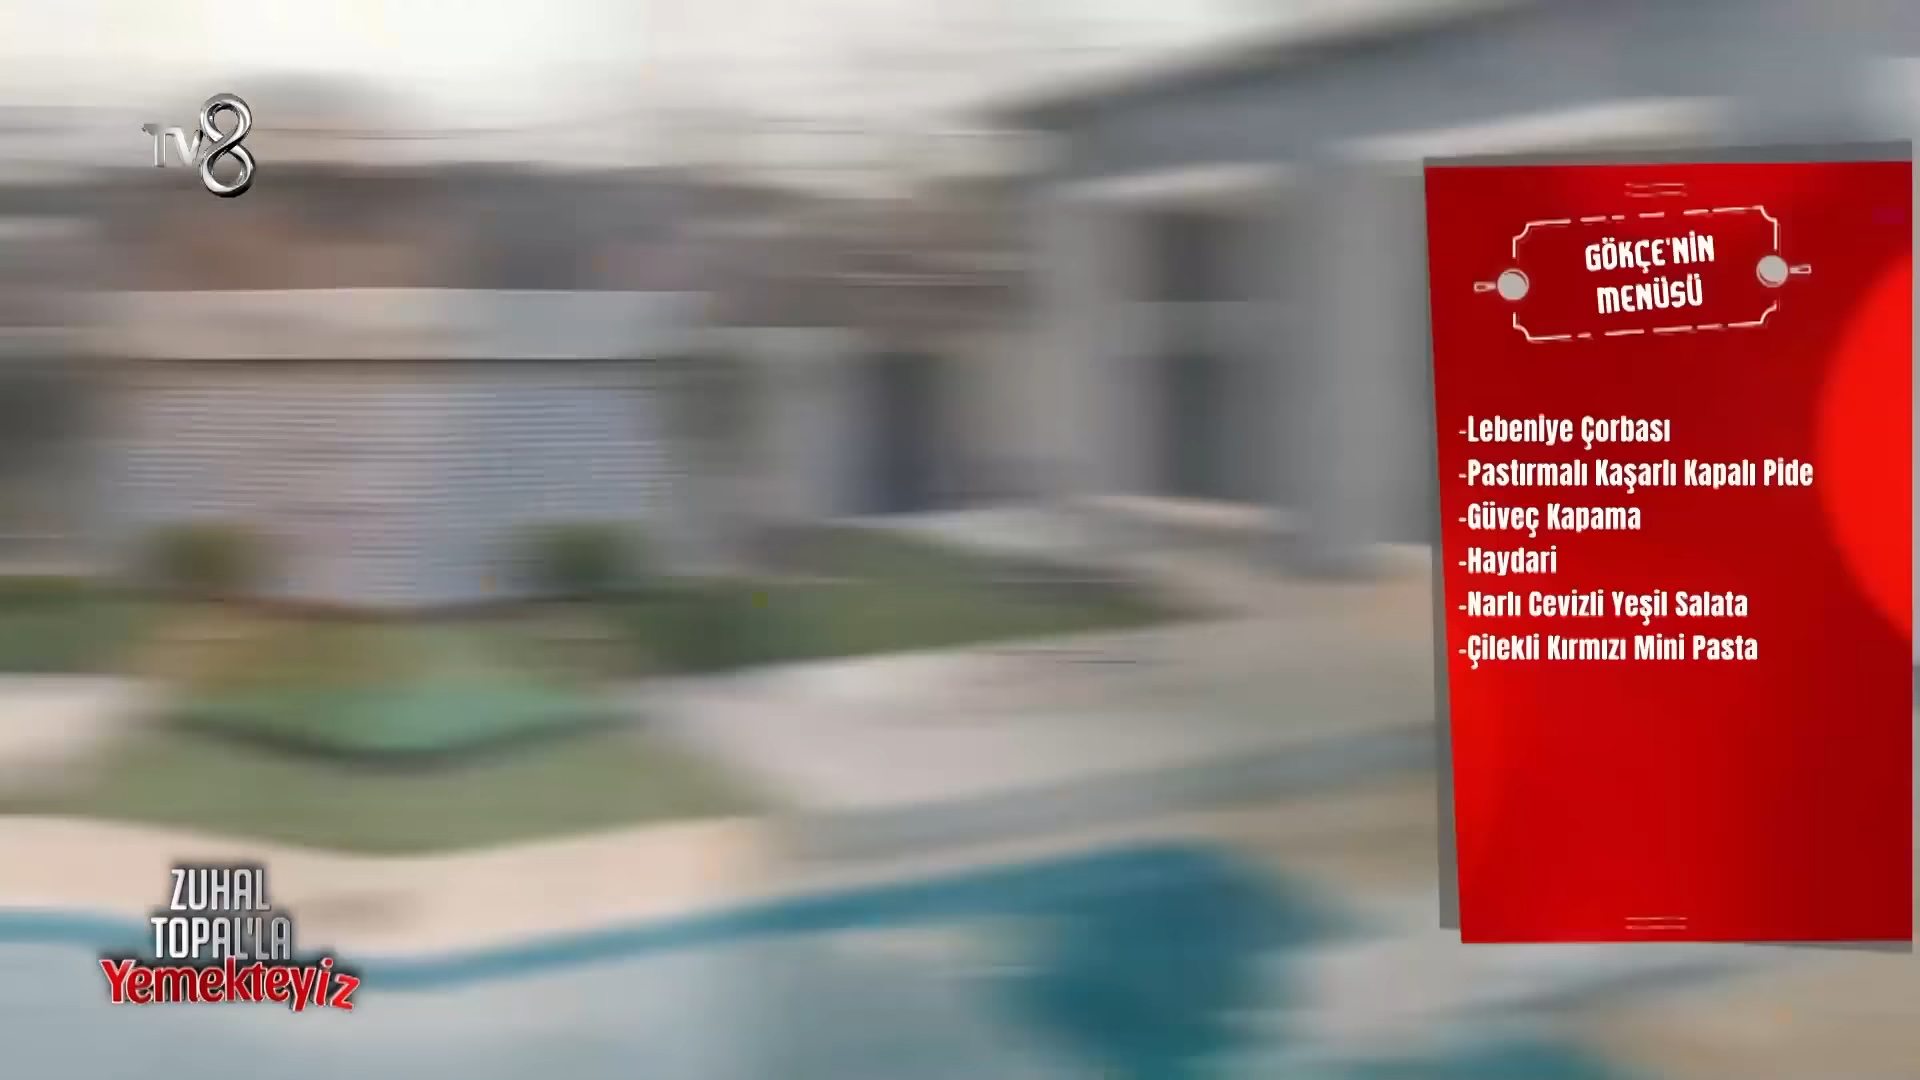 TV8
GÖKÇE'NİN
MENÜSÜ
-Lebeniye Çorbası
-Pastırmalı Kaşarlı Kapalı Pide
-Güveç Kapama
-Haydari
-Narlı Cevizli Yeşil Salata
-Çilekli Kırmızı Mini Pasta
ZUHAL
TOPAL'LA
Yemekteyiz